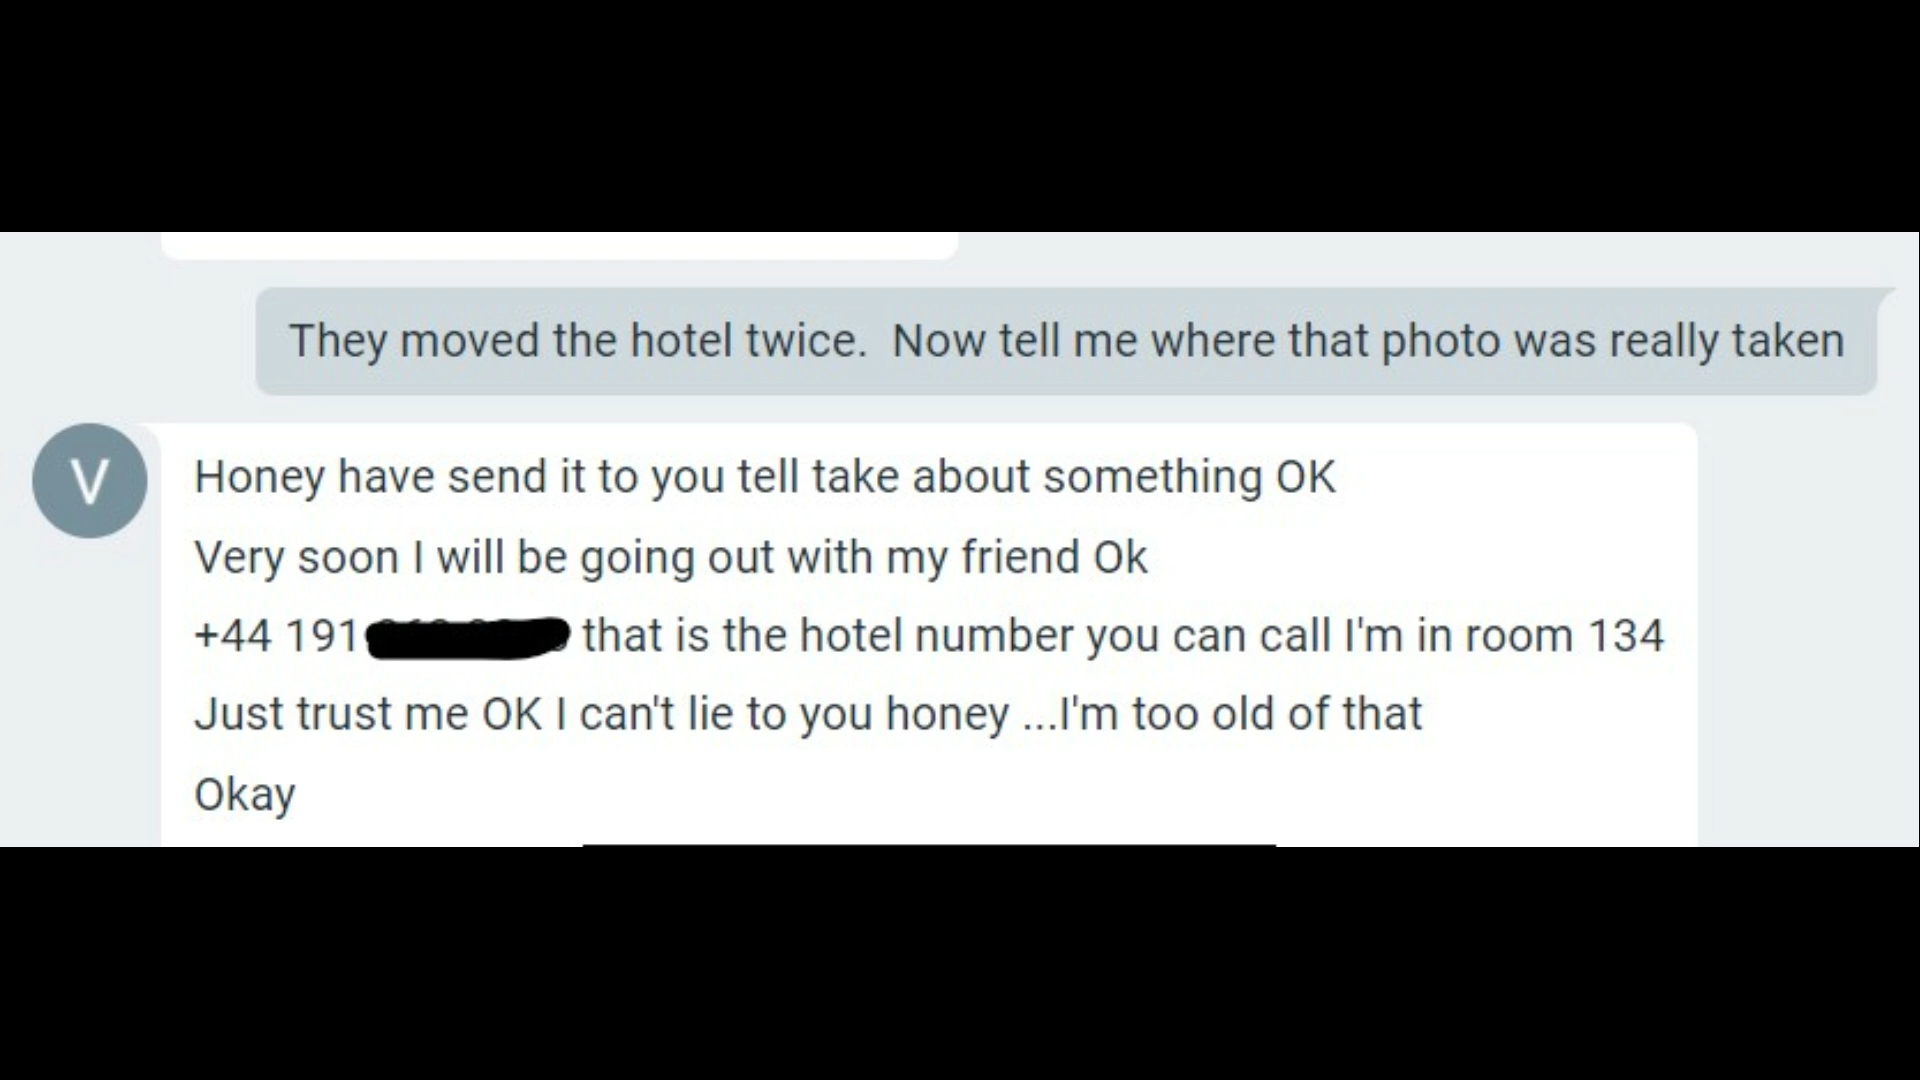 They moved the hotel twice.  Now tell me where that photo was really taken
V
Honey have send it to you tell take about something OK
Very soon I will be going out with my friend Ok
+44 191 that is the hotel number you can call I'm in room 134
Just trust me OK I can't lie to you honey ...I'm too old of that
Okay